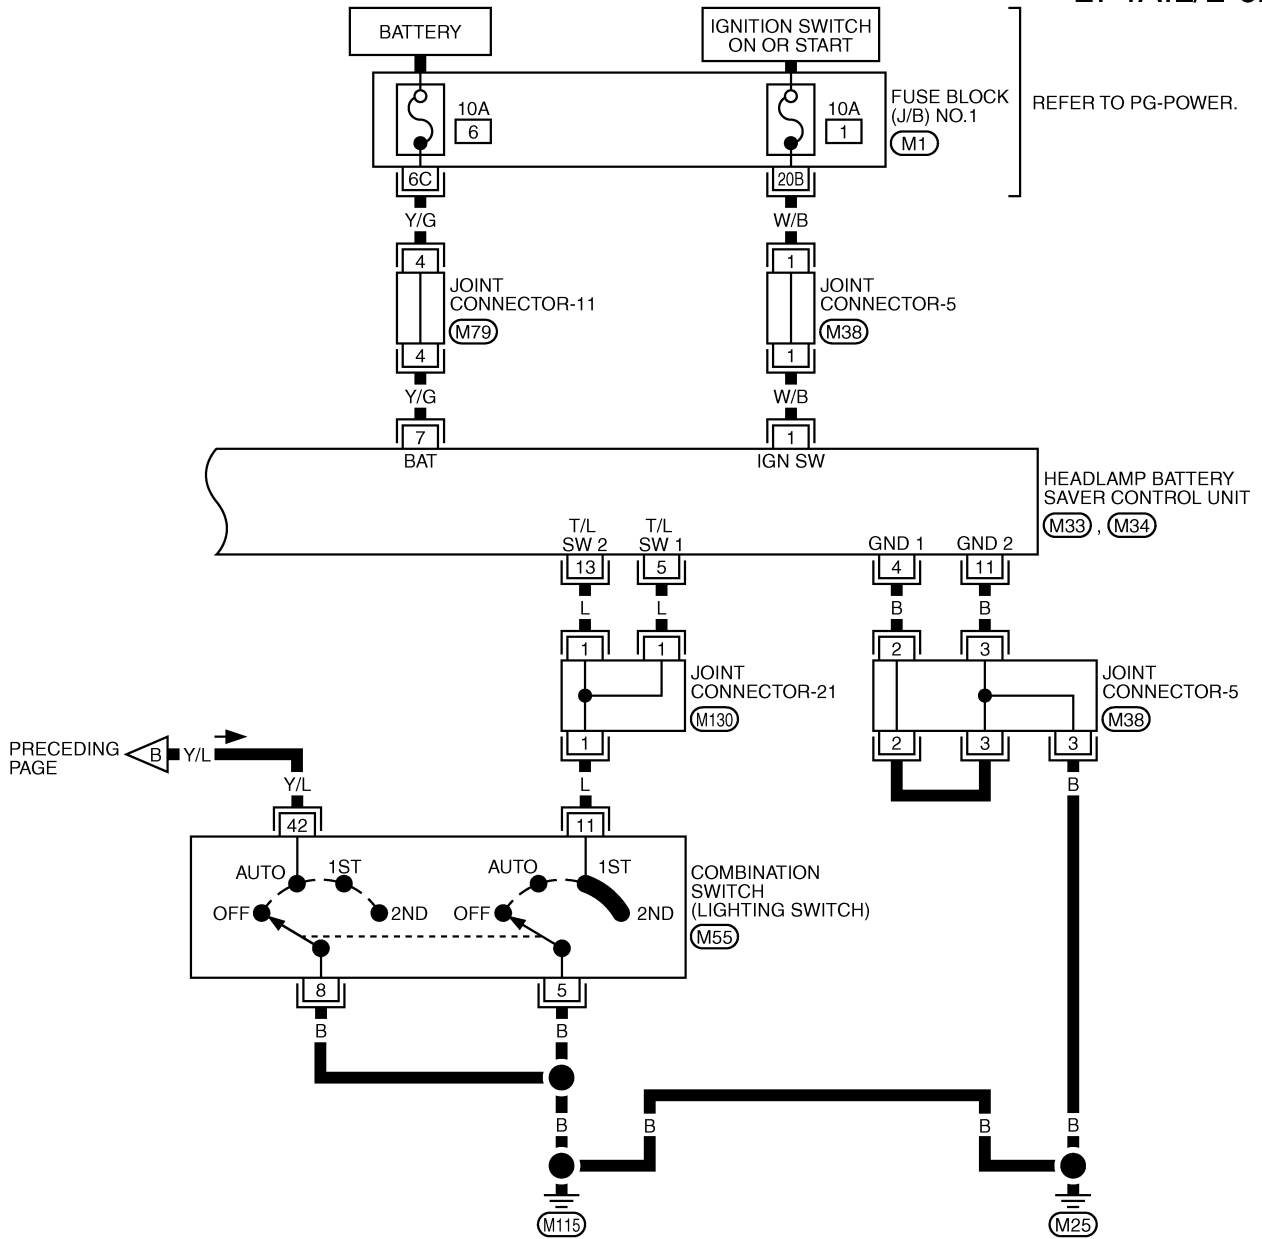 BATTERY
IGNITION SWITCH
ON OR START
10A
6
10A
1
FUSE BLOCK
(J/B) NO.1
M1
REFER TO PG-POWER.
6C
20B
Y/G
W/B
4
1
JOINT
CONNECTOR-11
M79
JOINT
CONNECTOR-5
M38
4
1
Y/G
W/B
7
1
BAT
IGN SW
HEADLAMP BATTERY
SAVER CONTROL UNIT
M33 , M34
T/L
SW 2
T/L
SW 1
GND 1
GND 2
13
5
4
11
L
L
B
B
1
1
2
3
JOINT
CONNECTOR-21
M130
JOINT
CONNECTOR-5
M38
1
2
3
3
PRECEDING
PAGE
B
Y/L
Y/L
L
B
42
11
AUTO
1ST
OFF
2ND
AUTO
1ST
OFF
2ND
COMBINATION
SWITCH
(LIGHTING SWITCH)
M55
8
5
B
B
B
B
B
B
M115
M25